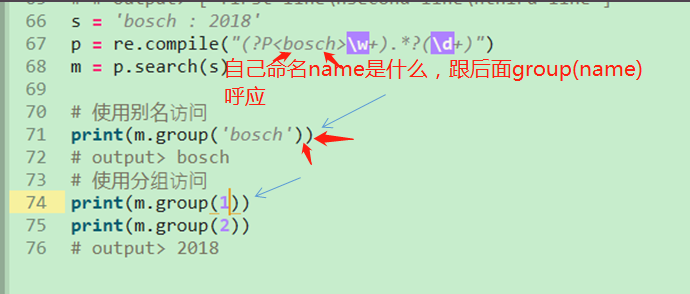 66 s = 'bosch : 2018'
67 p = re.compile("(?P<bosch>\w+).*?(\d+)")
68 m = p.search(s)
自己命名name是什么，跟后面group(name)
呼应
69
70 # 使用别名访问
71 print(m.group('bosch'))
72 # output> bosch
73 # 使用分组访问
74 print(m.group(1))
75 print(m.group(2))
76 # output> 2018